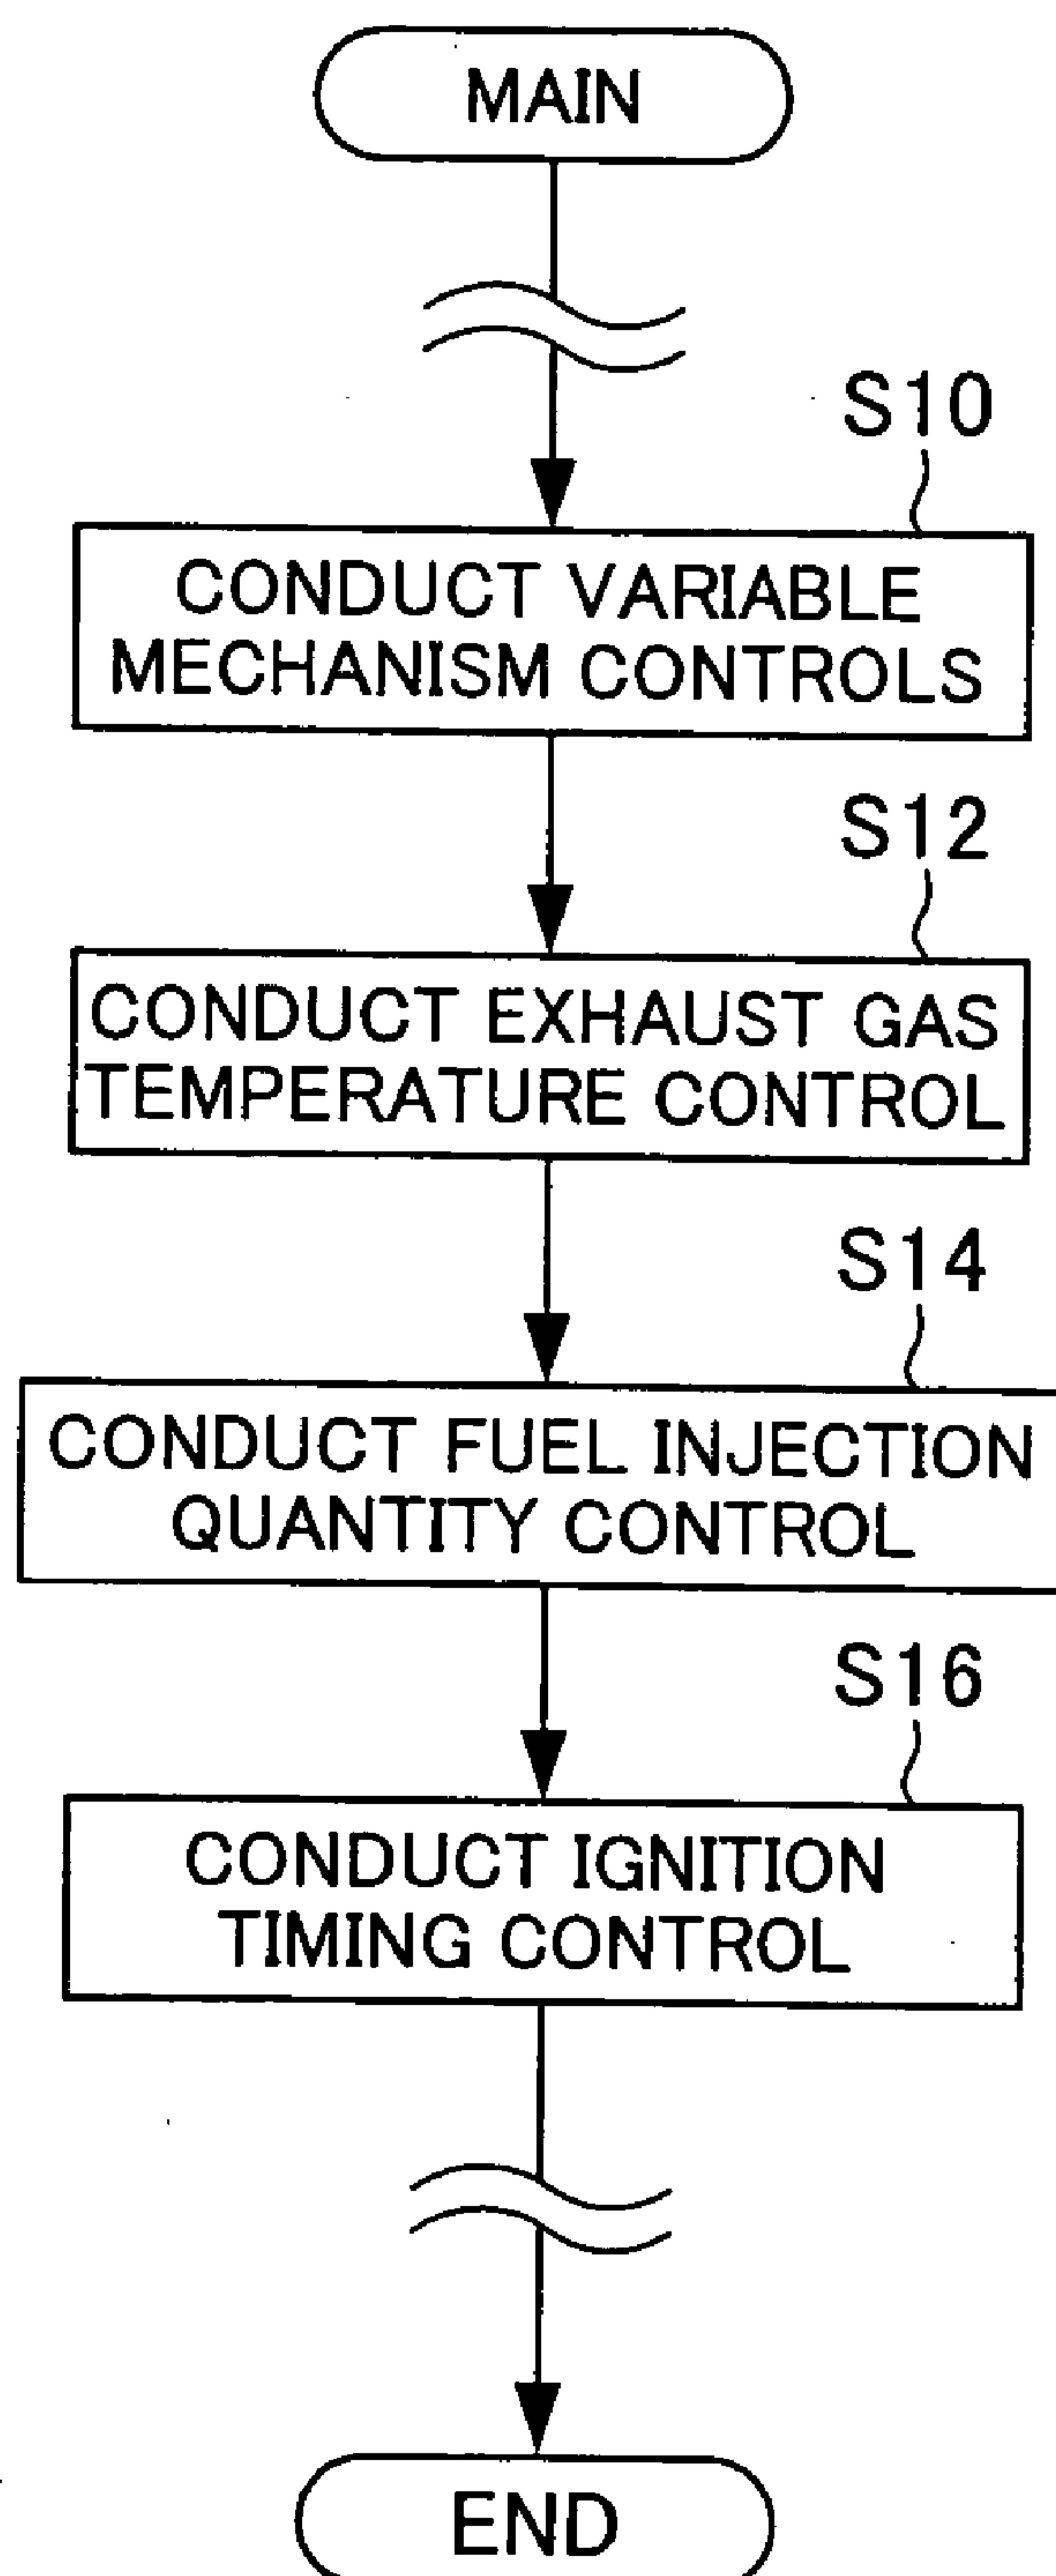 MAIN
S10
CONDUCT VARIABLE
MECHANISM CONTROLS
S12
CONDUCT EXHAUST GAS
TEMPERATURE CONTROL
S14
CONDUCT FUEL INJECTION
QUANTITY CONTROL
S16
CONDUCT IGNITION
TIMING CONTROL
END